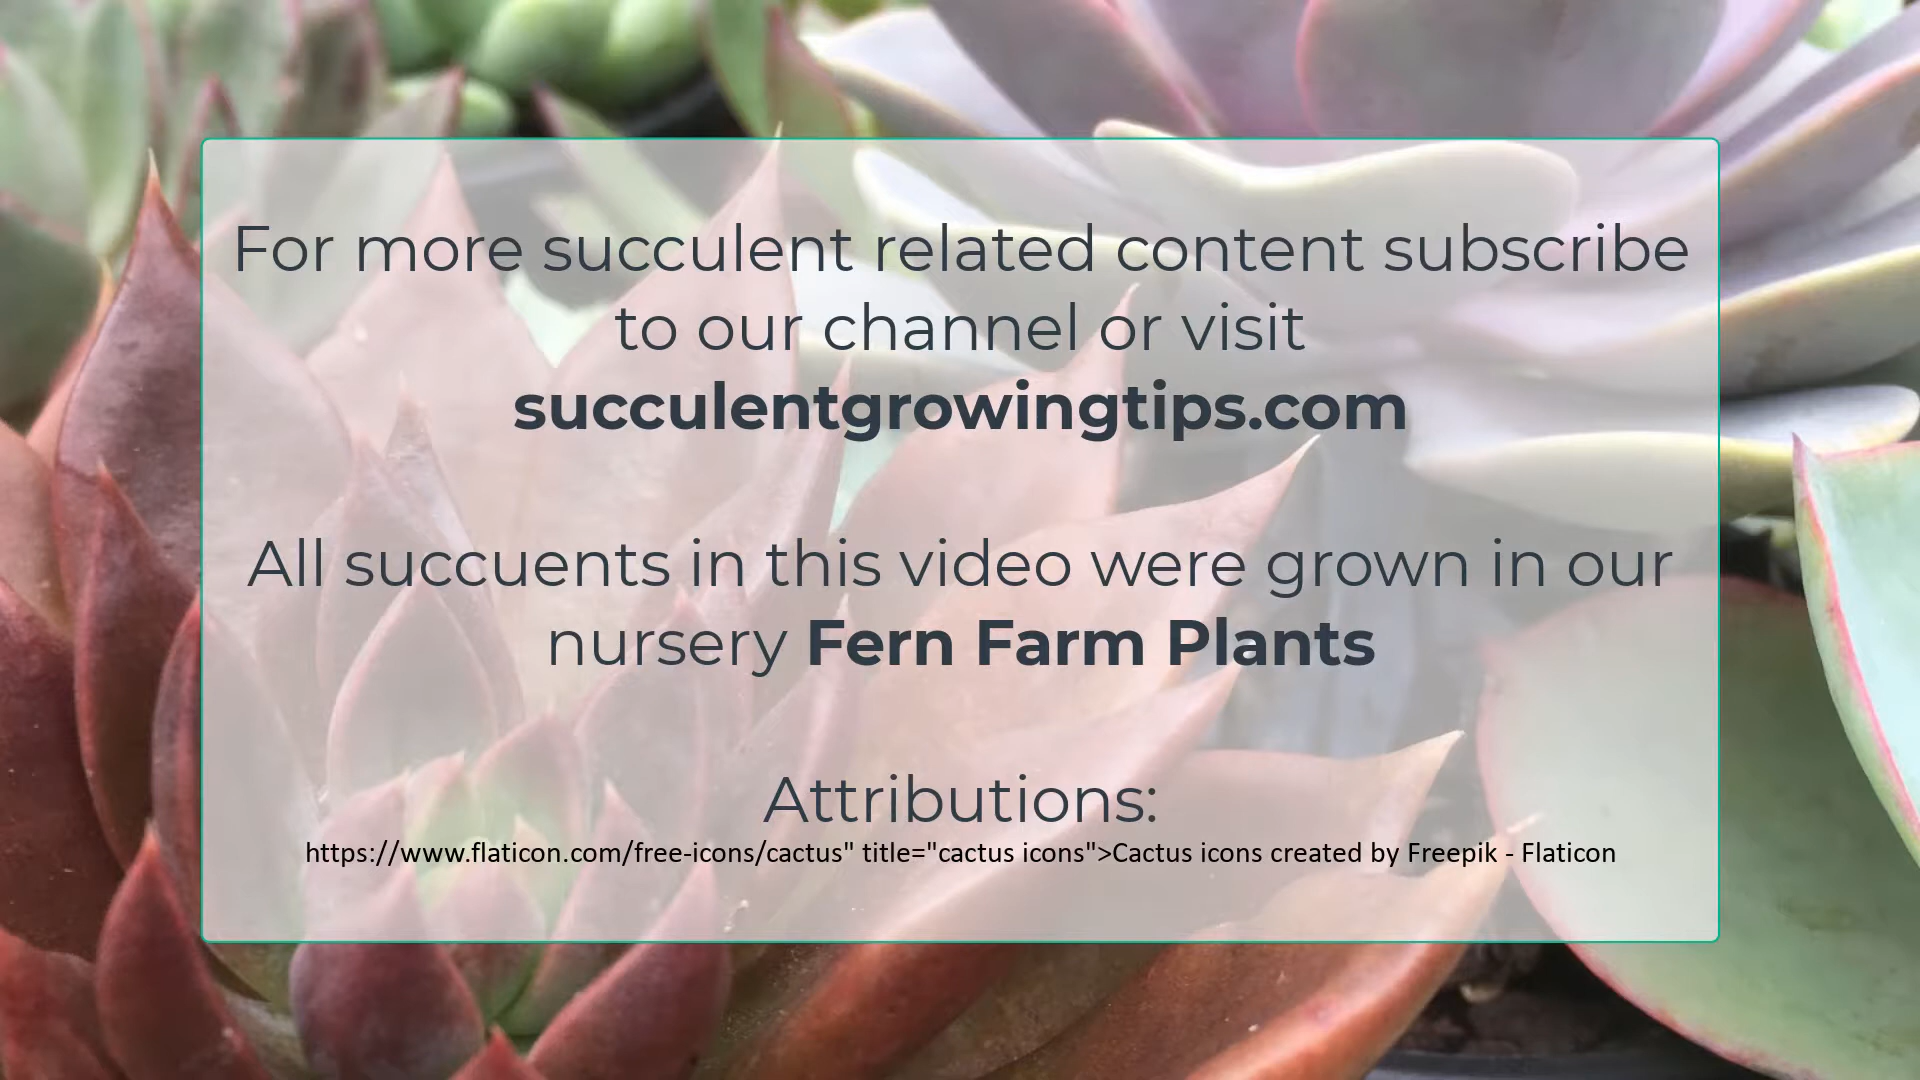 For more succulent related content subscribe
to our channel or visit
succulentgrowingtips.com
All succuents in this video were grown in our
nursery Fern Farm Plants
Attributions:
https://www.flaticon.com/free-icons/cactus" title="cactus icons">Cactus icons created by Freepik - Flaticon